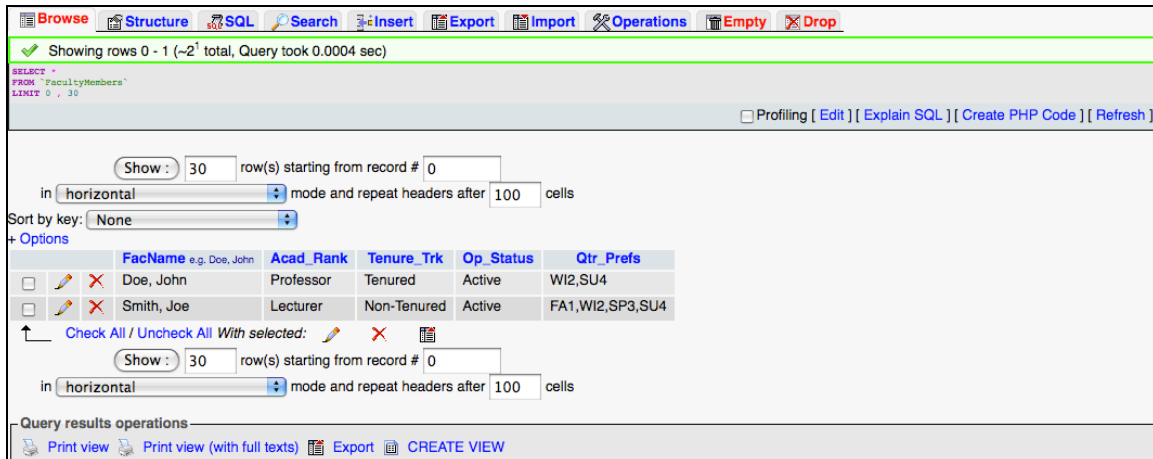 Browse Structure SQL Search Insert Export Import Operations Empty Drop
Showing rows 0 - 1 (~2¹ total, Query took 0.0004 sec)
SELECT *
FROM `FacultyMembers`
LIMIT 0 , 30
Profiling [ Edit ] [ Explain SQL ] [ Create PHP Code ] [ Refresh ]
Show : 30 row(s) starting from record # 0
in horizontal mode and repeat headers after 100 cells
Sort by key: None
+ Options
FacName e.g. Doe, John Acad_Rank Tenure_Trk Op_Status Qtr_Prefs
Doe, John Professor Tenured Active WI2,SU4
Smith, Joe Lecturer Non-Tenured Active FA1,WI2,SP3,SU4
Check All / Uncheck All With selected:
Show : 30 row(s) starting from record # 0
in horizontal mode and repeat headers after 100 cells
Query results operations
Print view Print view (with full texts) Export CREATE VIEW